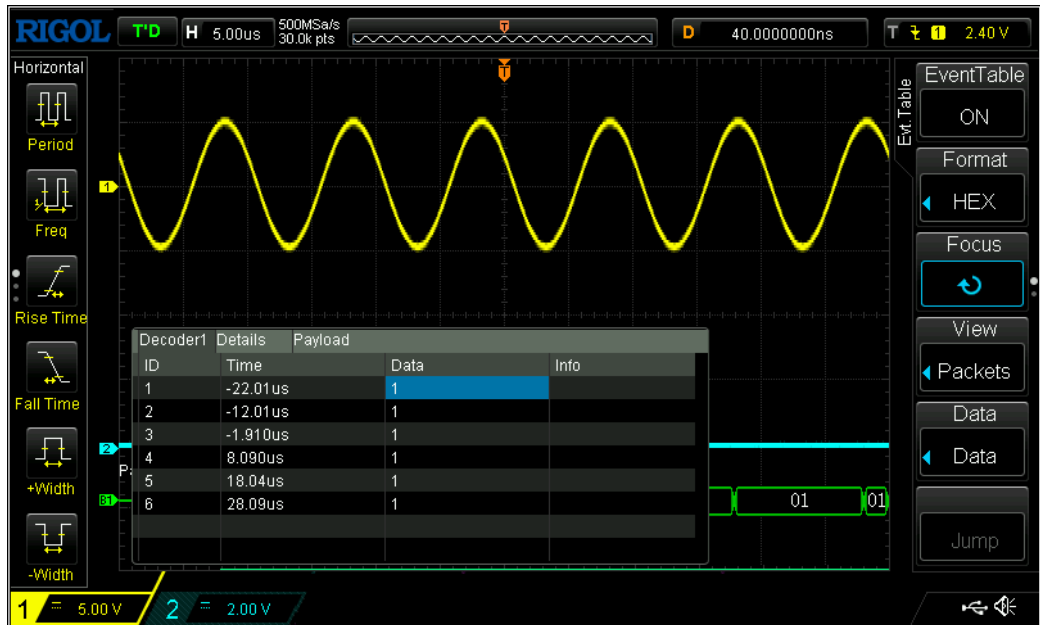 RIGOL T'D H 5.00us 500MSa/s 30.0k pts T D 40.0000000ns T 1 2.40 V
Horizontal
Period
Freq
Rise Time
Fall Time
+Width
-Width
T
1
2
B1
Decoder1 Details Payload
ID Time Data Info
1 -22.01us 1
2 -12.01us 1
3 -1.910us 1
4 8.090us 1
5 18.04us 1
6 28.09us 1
01 01
Evt.Table
EventTable
ON
Format
HEX
Focus
View
Packets
Data
Data
Jump
1 5.00 V 2 2.00 V